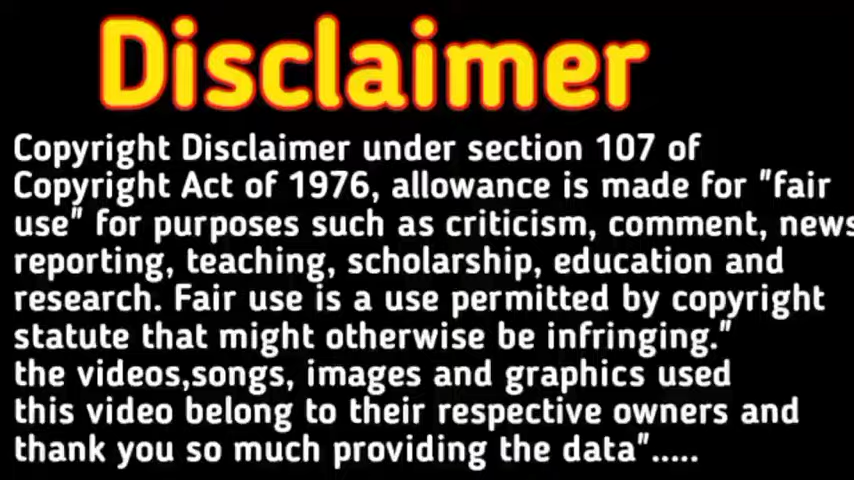 Disclaimer
Copyright Disclaimer under section 107 of
Copyright Act of 1976, allowance is made for "fair
use" for purposes such as criticism, comment, news
reporting, teaching, scholarship, education and
research. Fair use is a use permitted by copyright
statute that might otherwise be infringing."
the videos,songs, images and graphics used
this video belong to their respective owners and
thank you so much providing the data".....